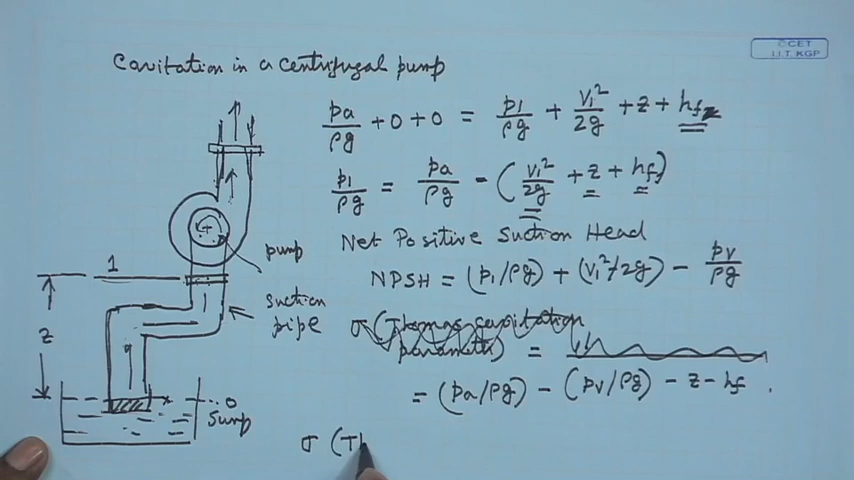 ©CET
I.I.T. KGP
Cavitation in a centrifugal pump
pa/ρg + 0 + 0 = p1/ρg + V1²/2g + z + hf
p1/ρg = pa/ρg - (V1²/2g + z + hf)
Net Positive Suction Head
NPSH = (p1/ρg) + (V1²/2g) - pv/ρg
= (pa/ρg) - (pv/ρg) - z - hf.
σ (Th
1
pump
suction
pipe
z
0
Sump